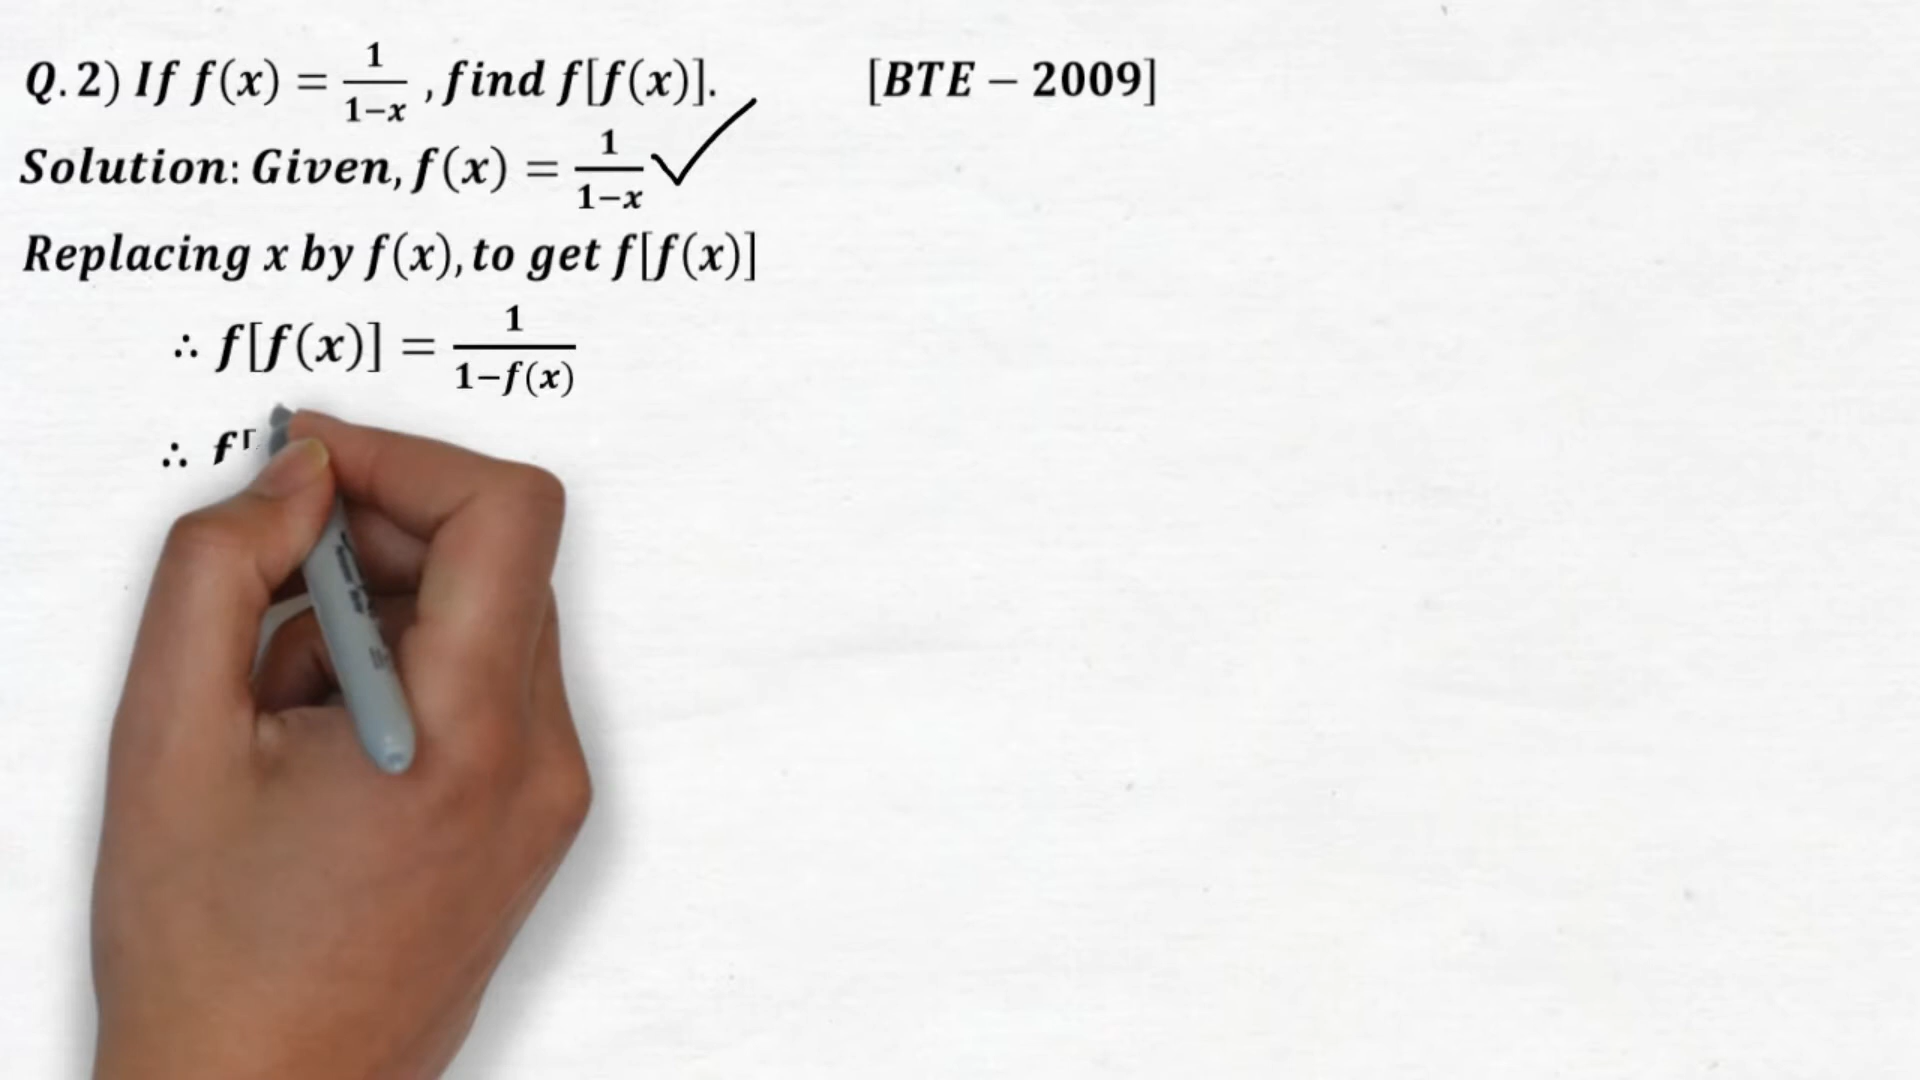 Q.2) If f(x) = 1/(1−x) , find f[f(x)]. [BTE − 2009]
Solution: Given, f(x) = 1/(1−x) ✓
Replacing x by f(x), to get f[f(x)]
∴ f[f(x)] = 1/(1−f(x))
∴ f[